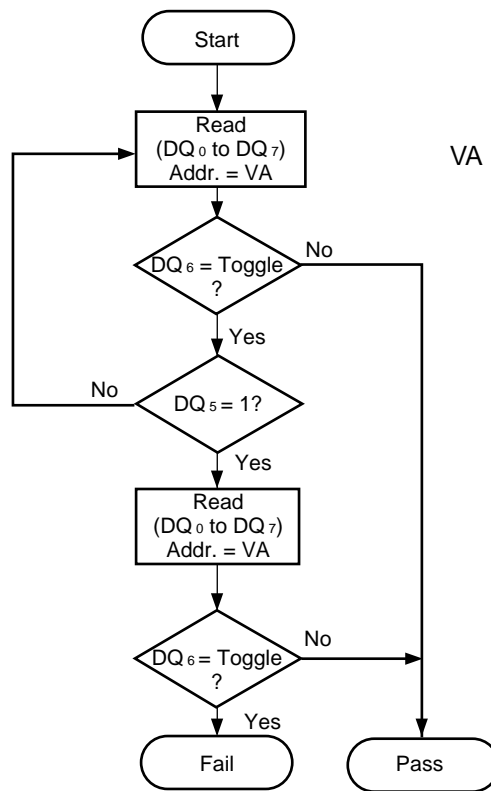 Start
Read
(DQ0 to DQ7)
Addr. = VA
VA
DQ6 = Toggle
?
No
Yes
No
DQ5 = 1?
Yes
Read
(DQ0 to DQ7)
Addr. = VA
No
DQ6 = Toggle
?
Yes
Fail
Pass